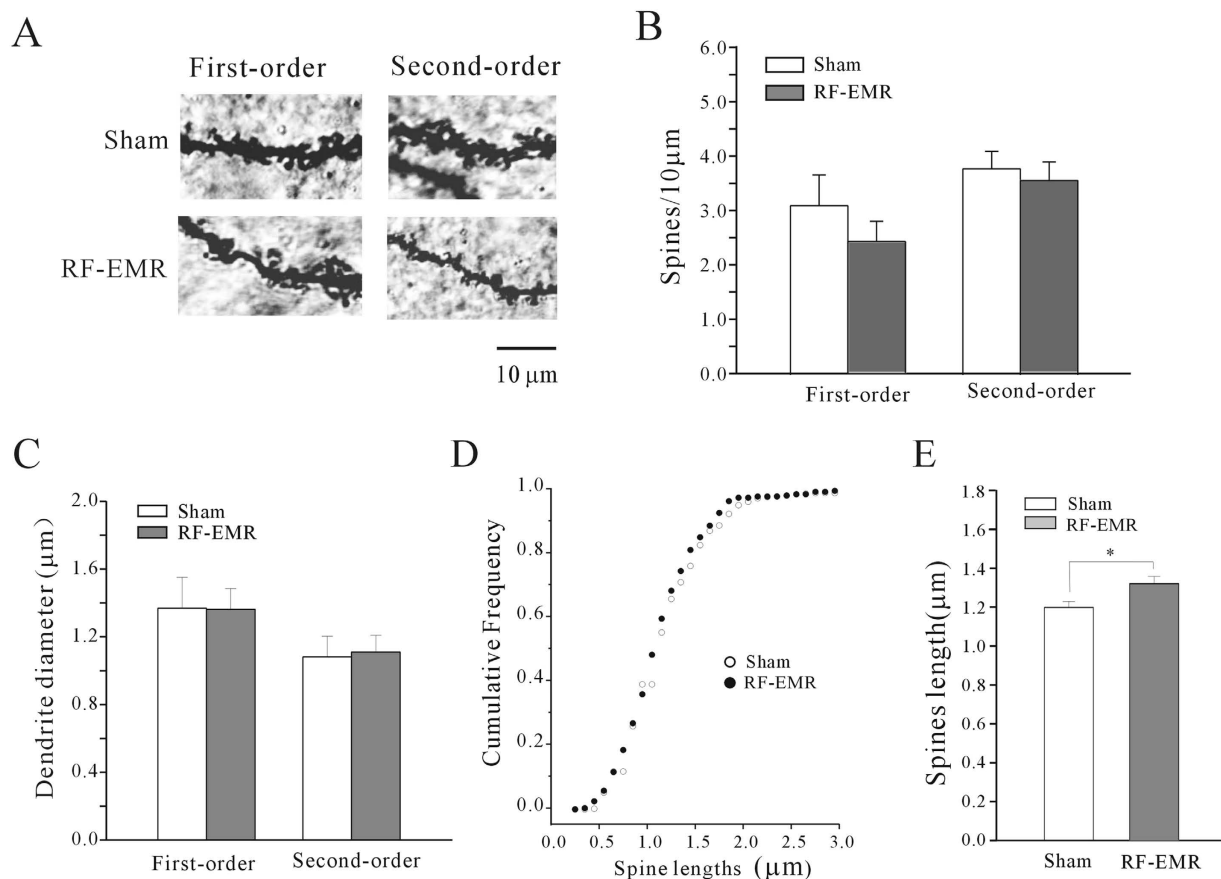 A
First-order Second-order
Sham
RF-EMR
10 μm
B
Spines/10μm
6.0
5.0
4.0
3.0
2.0
1.0
0.0
Sham
RF-EMR
First-order Second-order
C
Dendrite diameter (μm)
2.0
1.6
1.2
0.8
0.4
0.0
Sham
RF-EMR
First-order Second-order
D
Cumulative Frequency
1.0
0.8
0.6
0.4
0.2
0.0
Sham
RF-EMR
0.0 0.5 1.0 1.5 2.0 2.5 3.0
Spine lengths (μm)
E
Spines length(μm)
1.8
1.6
1.4
1.2
1.0
0.8
0.6
0.4
0.2
0.0
Sham
RF-EMR
*
Sham RF-EMR